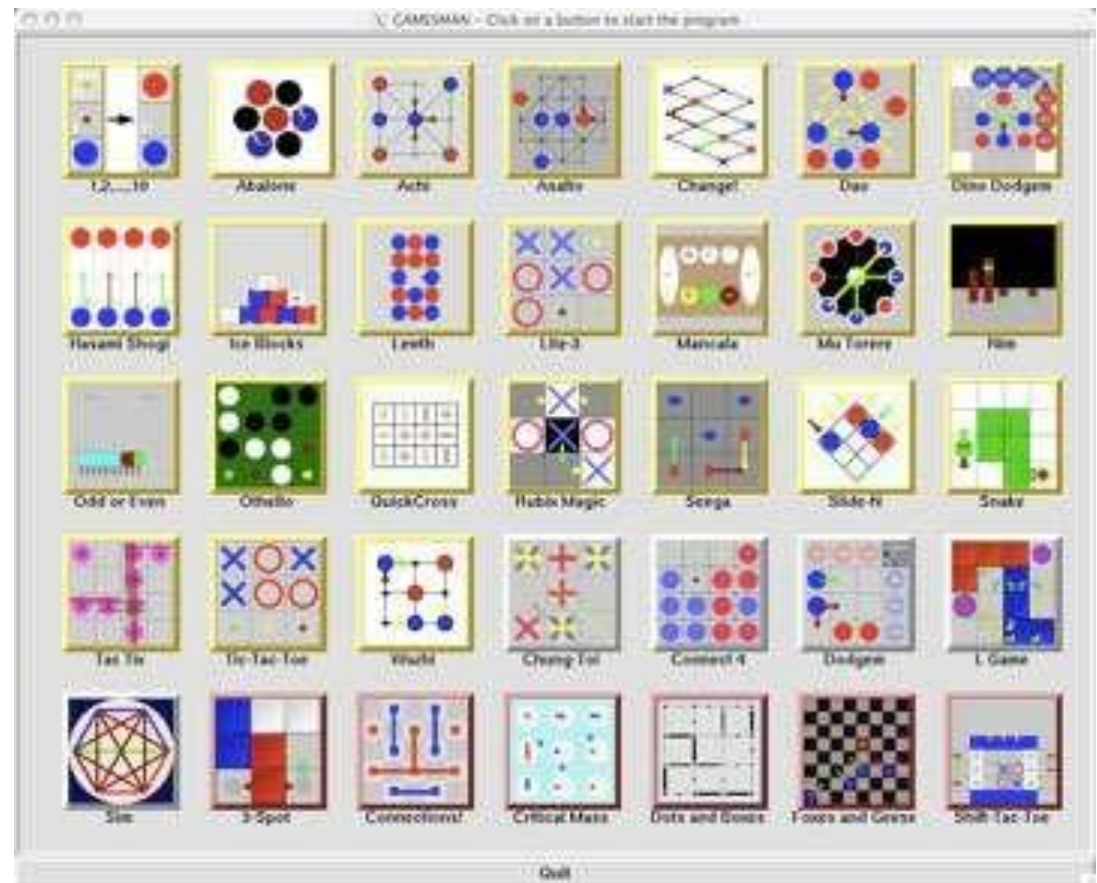 GAMESMAN - Click on a button to start the program
1,2,...,10 Abalone Achi Asalto Change! Dao Dino Dodgem
Hasami Shogi Ice Blocks Lewth Lite-3 Mancala Mu Torere Nim
Odd or Even Othello QuickCross Rubix Magic Seega Slide-N Snake
Tac Tix Tic-Tac-Toe Wuzhi Chung-Toi Connect 4 Dodgem L Game
Sim 3-Spot Connections! Critical Mass Dots and Boxes Foxes and Geese Shift-Tac-Toe
Quit